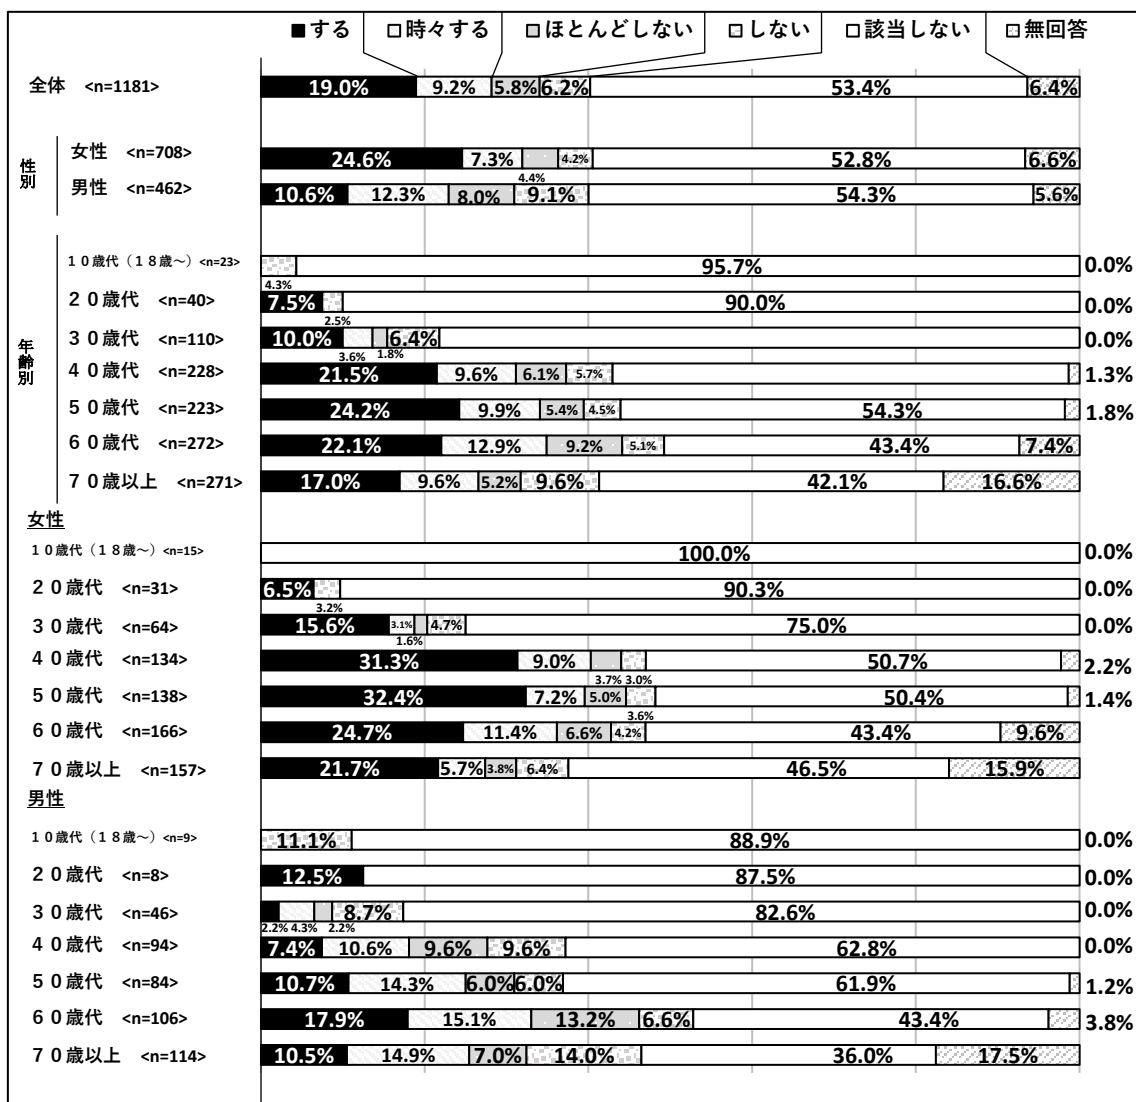 ■する □時々する □ほとんどしない □しない □該当しない □無回答
全体 <n=1181> 19.0% 9.2% 5.8% 6.2% 53.4% 6.4%
性別
女性 <n=708> 24.6% 7.3% 4.2% 52.8% 6.6%
4.4%
男性 <n=462> 10.6% 12.3% 8.0% 9.1% 54.3% 5.6%
年齢別
10歳代(18歳～) <n=23> 95.7% 0.0%
4.3%
20歳代 <n=40> 7.5% 90.0% 0.0%
2.5%
30歳代 <n=110> 10.0% 6.4% 0.0%
3.6% 1.8%
40歳代 <n=228> 21.5% 9.6% 6.1% 5.7% 1.3%
50歳代 <n=223> 24.2% 9.9% 5.4% 4.5% 54.3% 1.8%
60歳代 <n=272> 22.1% 12.9% 9.2% 5.1% 43.4% 7.4%
70歳以上 <n=271> 17.0% 9.6% 5.2% 9.6% 42.1% 16.6%
女性
10歳代(18歳～) <n=15> 100.0% 0.0%
20歳代 <n=31> 6.5% 90.3% 0.0%
3.2%
30歳代 <n=64> 15.6% 3.1% 4.7% 75.0% 0.0%
1.6%
40歳代 <n=134> 31.3% 9.0% 50.7% 2.2%
3.7% 3.0%
50歳代 <n=138> 32.4% 7.2% 5.0% 50.4% 1.4%
3.6%
60歳代 <n=166> 24.7% 11.4% 6.6% 4.2% 43.4% 9.6%
70歳以上 <n=157> 21.7% 5.7% 3.8% 6.4% 46.5% 15.9%
男性
10歳代(18歳～) <n=9> 11.1% 88.9% 0.0%
20歳代 <n=8> 12.5% 87.5% 0.0%
30歳代 <n=46> 8.7% 82.6% 0.0%
2.2% 4.3% 2.2%
40歳代 <n=94> 7.4% 10.6% 9.6% 9.6% 62.8% 0.0%
50歳代 <n=84> 10.7% 14.3% 6.0% 6.0% 61.9% 1.2%
60歳代 <n=106> 17.9% 15.1% 13.2% 6.6% 43.4% 3.8%
70歳以上 <n=114> 10.5% 14.9% 7.0% 14.0% 36.0% 17.5%